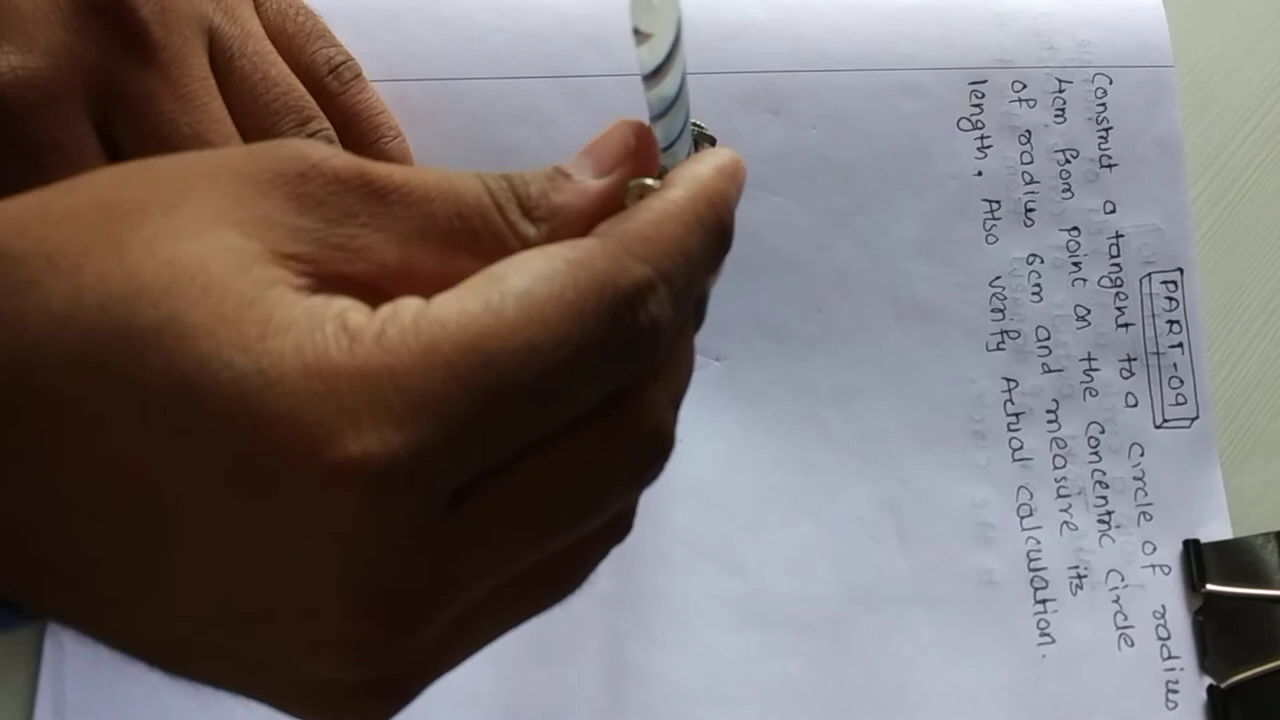 PART-09
Construct a tangent to a circle of radius
4cm from point on the concentric circle
of radius 6cm and measure its
length. Also verify Actual calculation.